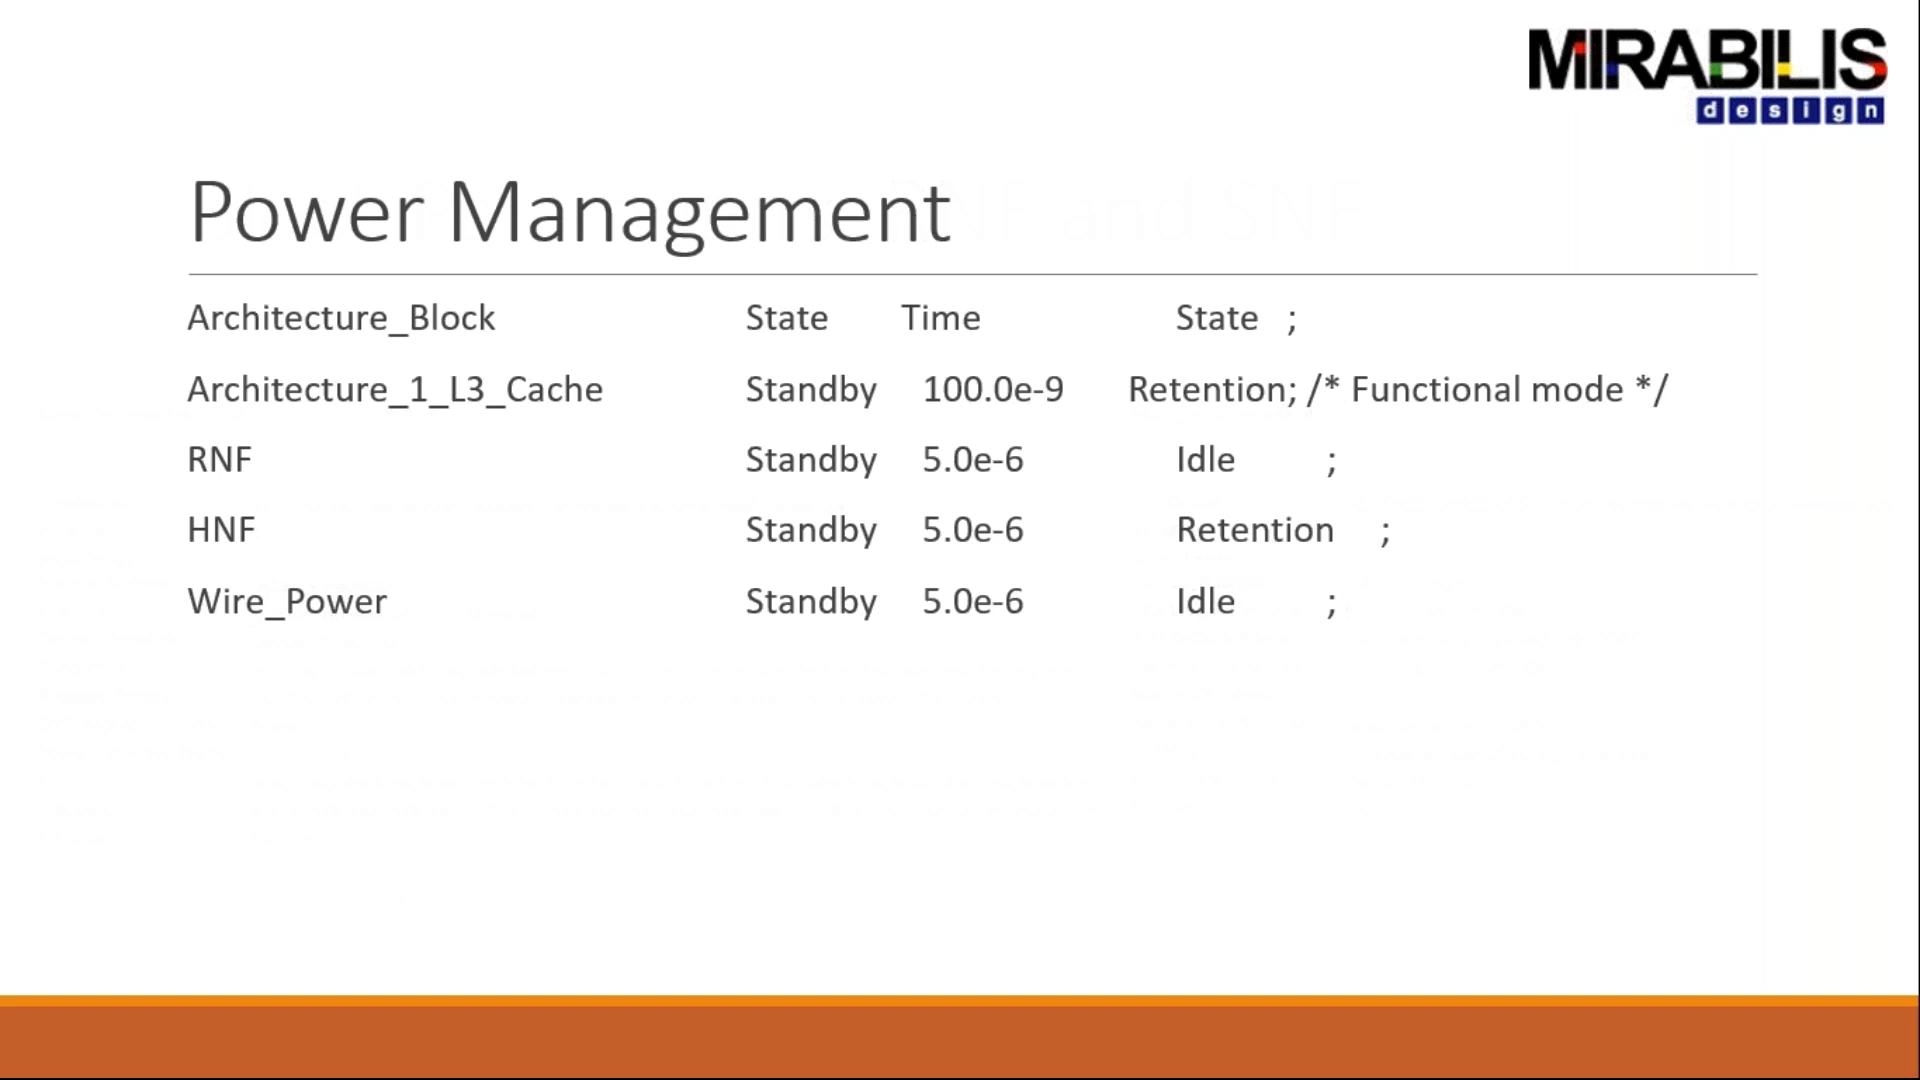 MIRABILIS
design
Power Management
Architecture_Block State Time State ;
Architecture_1_L3_Cache Standby 100.0e-9 Retention; /* Functional mode */
RNF Standby 5.0e-6 Idle ;
HNF Standby 5.0e-6 Retention ;
Wire_Power Standby 5.0e-6 Idle ;